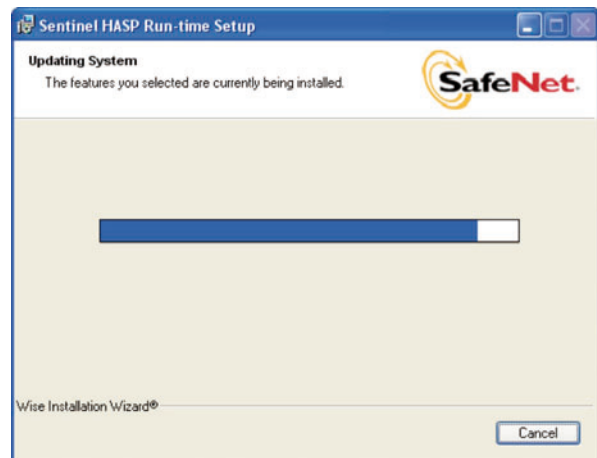 Sentinel HASP Run-time Setup
Updating System
The features you selected are currently being installed.
SafeNet.
Wise Installation Wizard®
Cancel